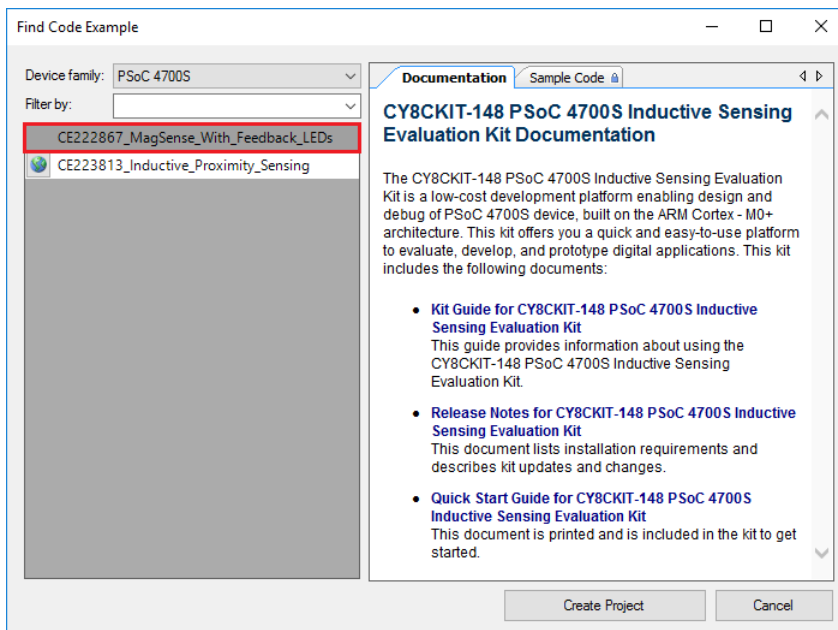 Find Code Example
Device family: PSoC 4700S
Filter by:
CE222867_MagSense_With_Feedback_LEDs
CE223813_Inductive_Proximity_Sensing
Documentation Sample Code
CY8CKIT-148 PSoC 4700S Inductive Sensing
Evaluation Kit Documentation
The CY8CKIT-148 PSoC 4700S Inductive Sensing Evaluation
Kit is a low-cost development platform enabling design and
debug of PSoC 4700S device, built on the ARM Cortex - M0+
architecture. This kit offers you a quick and easy-to-use platform
to evaluate, develop, and prototype digital applications. This kit
includes the following documents:
• Kit Guide for CY8CKIT-148 PSoC 4700S Inductive
Sensing Evaluation Kit
This guide provides information about using the
CY8CKIT-148 PSoC 4700S Inductive Sensing
Evaluation Kit.
• Release Notes for CY8CKIT-148 PSoC 4700S Inductive
Sensing Evaluation Kit
This document lists installation requirements and
describes kit updates and changes.
• Quick Start Guide for CY8CKIT-148 PSoC 4700S
Inductive Sensing Evaluation Kit
This document is printed and is included in the kit to get
started.
Create Project Cancel